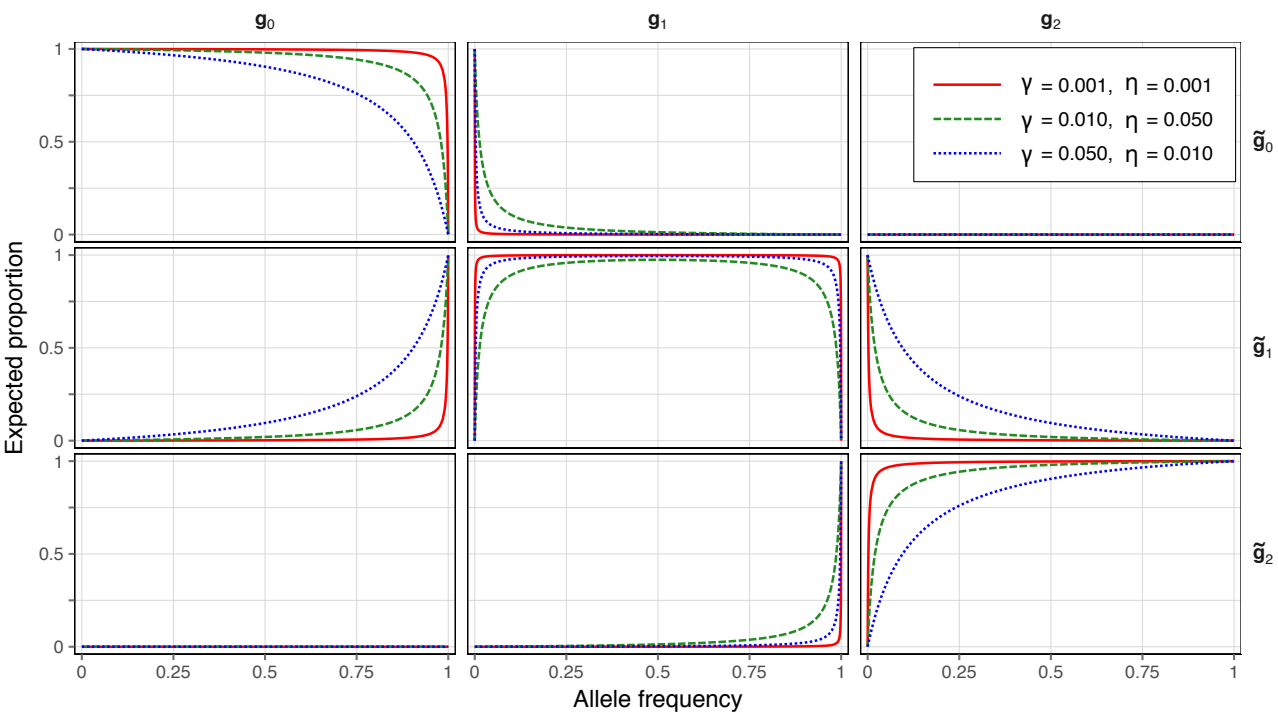 g₀ g₁ g₂
γ = 0.001, η = 0.001
γ = 0.010, η = 0.050
γ = 0.050, η = 0.010
1
0.5
0
g̃₀
1
0.5
0
g̃₁
1
0.5
0
g̃₂
Expected proportion
0 0.25 0.5 0.75 1 0 0.25 0.5 0.75 1 0 0.25 0.5 0.75 1
Allele frequency